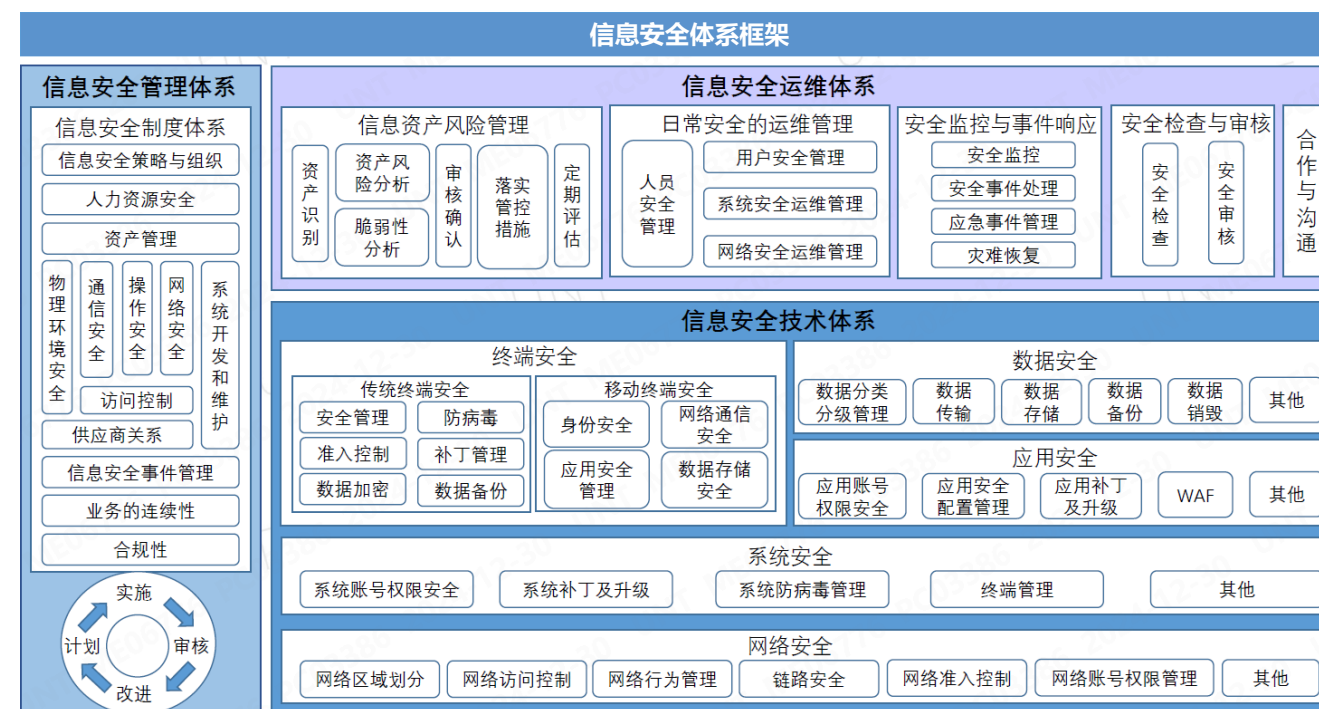 信息安全体系框架
信息安全管理体系
信息安全制度体系
信息安全策略与组织
人力资源安全
资产管理
物理环境安全
通信安全
操作安全
网络安全
系统开发和维护
访问控制
供应商关系
信息安全事件管理
业务的连续性
合规性
实施
计划
审核
改进
信息安全运维体系
信息资产风险管理
资产识别
资产风
险分析
脆弱性
分析
审核确认
落实
管控
措施
定期评估
日常安全的运维管理
人员
安全
管理
用户安全管理
系统安全运维管理
网络安全运维管理
安全监控与事件响应
安全监控
安全事件处理
应急事件管理
灾难恢复
安全检查与审核
安全检查
安全审核
合作与沟通
信息安全技术体系
终端安全
传统终端安全
安全管理
防病毒
准入控制
补丁管理
数据加密
数据备份
移动终端安全
身份安全
网络通信
安全
应用安全
管理
数据存储
安全
数据安全
数据分类
分级管理
数据
传输
数据
存储
数据
备份
数据
销毁
其他
应用安全
应用账号
权限安全
应用安全
配置管理
应用补丁
及升级
WAF
其他
系统安全
系统账号权限安全
系统补丁及升级
系统防病毒管理
终端管理
其他
网络安全
网络区域划分
网络访问控制
网络行为管理
链路安全
网络准入控制
网络账号权限管理
其他